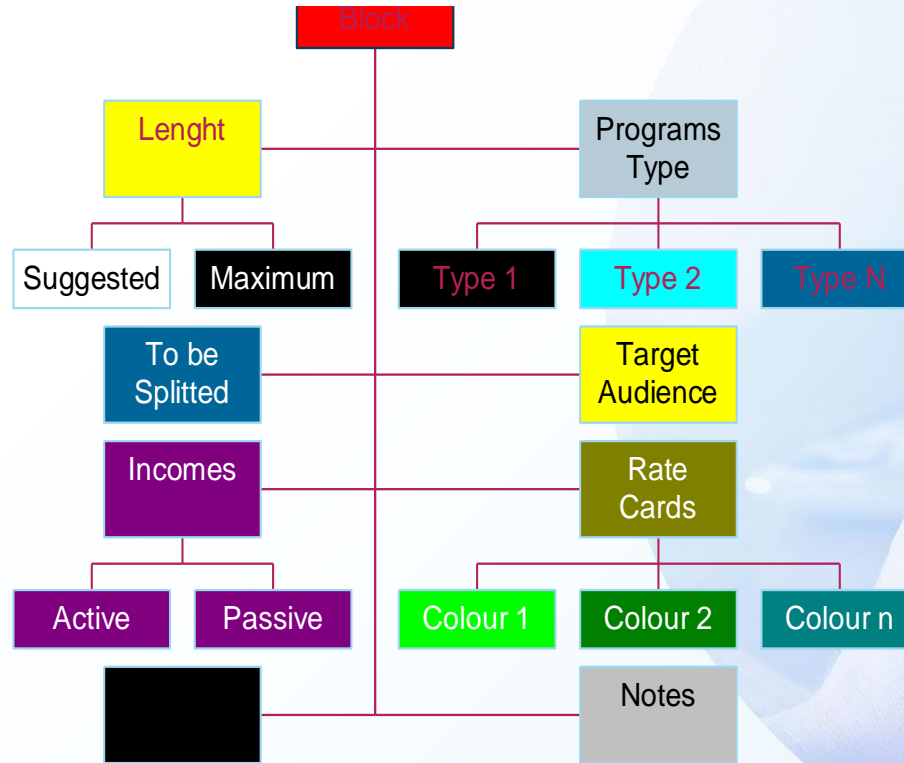 Block
Lenght
Programs
Type
Suggested
Maximum
Type 1
Type 2
Type N
To be
Splitted
Target
Audience
Incomes
Rate
Cards
Active
Passive
Colour 1
Colour 2
Colour n
Notes